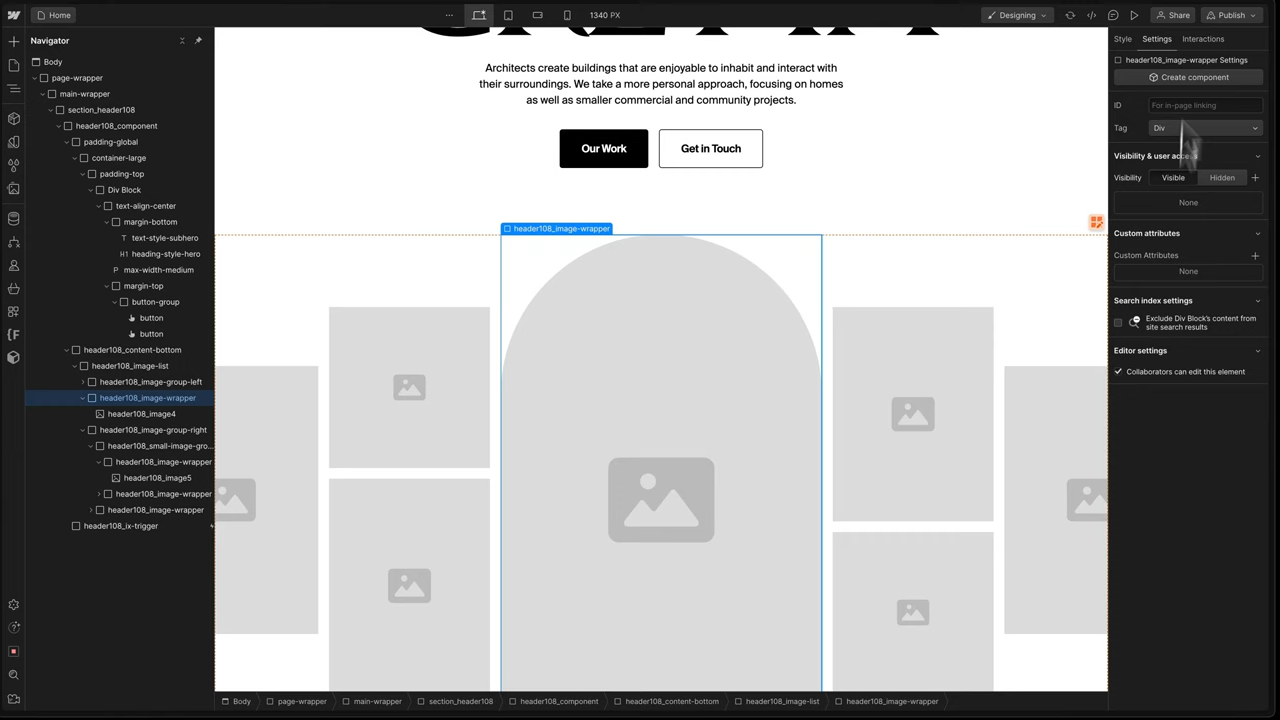 Home
1340 PX
Designing
Share
Publish
Navigator
Body
page-wrapper
main-wrapper
section_header108
header108_component
padding-global
container-large
padding-top
Div Block
text-align-center
margin-bottom
text-style-subhero
H1 heading-style-hero
max-width-medium
margin-top
button-group
button
button
header108_content-bottom
header108_image-list
header108_image-group-left
header108_image-wrapper
header108_image4
header108_image-group-right
header108_small-image-gro...
header108_image-wrapper
header108_image5
header108_image-wrapper
header108_image-wrapper
header108_ix-trigger
Architects create buildings that are enjoyable to inhabit and interact with
their surroundings. We take a more personal approach, focusing on homes
as well as smaller commercial and community projects.
Our Work
Get in Touch
header108_image-wrapper
Style
Settings
Interactions
header108_image-wrapper Settings
Create component
ID
For in-page linking
Tag
Div
Visibility & user access
Visibility
Visible
Hidden
None
Custom attributes
Custom Attributes
None
Search index settings
Exclude Div Block's content from
site search results
Editor settings
Collaborators can edit this element
Body
page-wrapper
main-wrapper
section_header108
header108_component
header108_content-bottom
header108_image-list
header108_image-wrapper